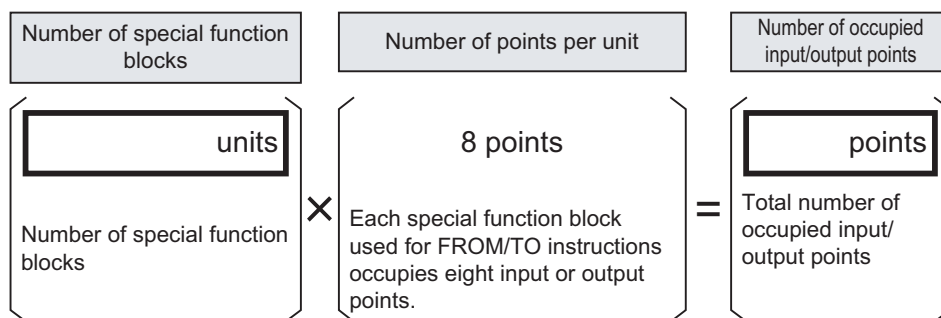 Number of special function
blocks
Number of points per unit
Number of occupied
input/output points
units
Number of special function
blocks
×
8 points
Each special function block
used for FROM/TO instructions
occupies eight input or output
points.
=
points
Total number of
occupied input/
output points